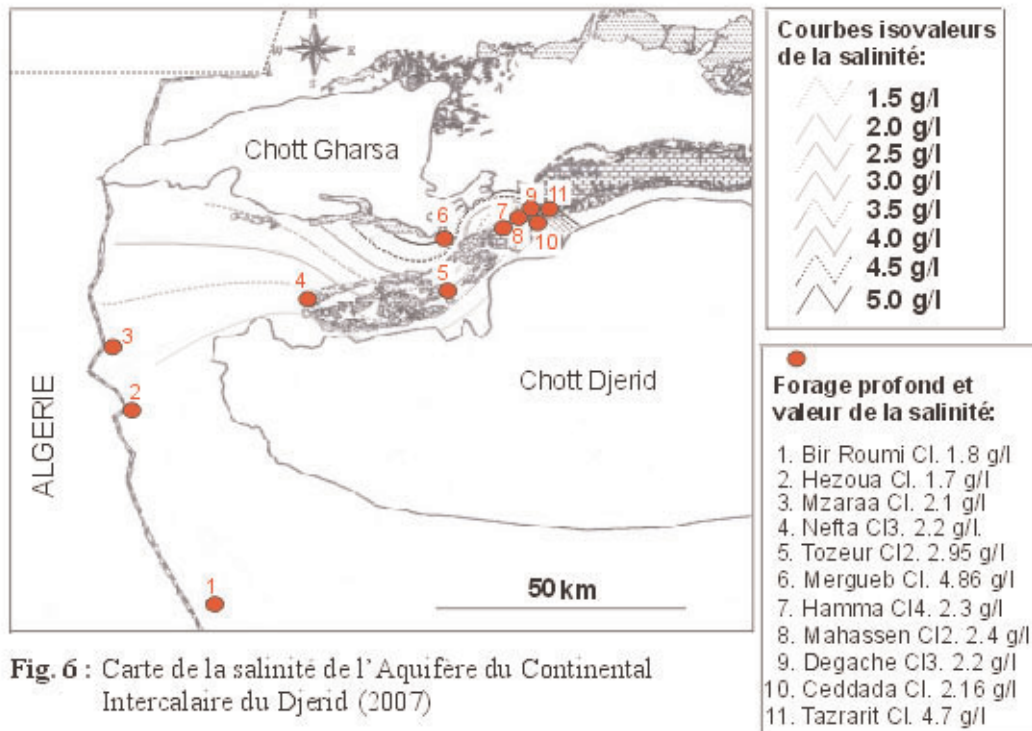 N
E
S
Chott Gharsa
Chott Djerid
ALGERIE
1
2
3
4
5
6
7
8
9
10
11
50 km
Courbes isovaleurs
de la salinité:
1.5 g/l
2.0 g/l
2.5 g/l
3.0 g/l
3.5 g/l
4.0 g/l
4.5 g/l
5.0 g/l
Forage profond et
valeur de la salinité:
1. Bir Roumi CI. 1.8 g/l
2. Hezoua CI. 1.7 g/l
3. Mzaraa CI. 2.1 g/l
4. Nefta CI3. 2.2 g/l.
5. Tozeur CI2. 2.95 g/l
6. Mergueb CI. 4.86 g/l
7. Hamma CI4. 2.3 g/l
8. Mahassen CI2. 2.4 g/l
9. Degache CI3. 2.2 g/l
10. Ceddada CI. 2.16 g/l
11. Tazrarit CI. 4.7 g/l
Fig. 6 : Carte de la salinité de l'Aquifère du Continental
Intercalaire du Djerid (2007)